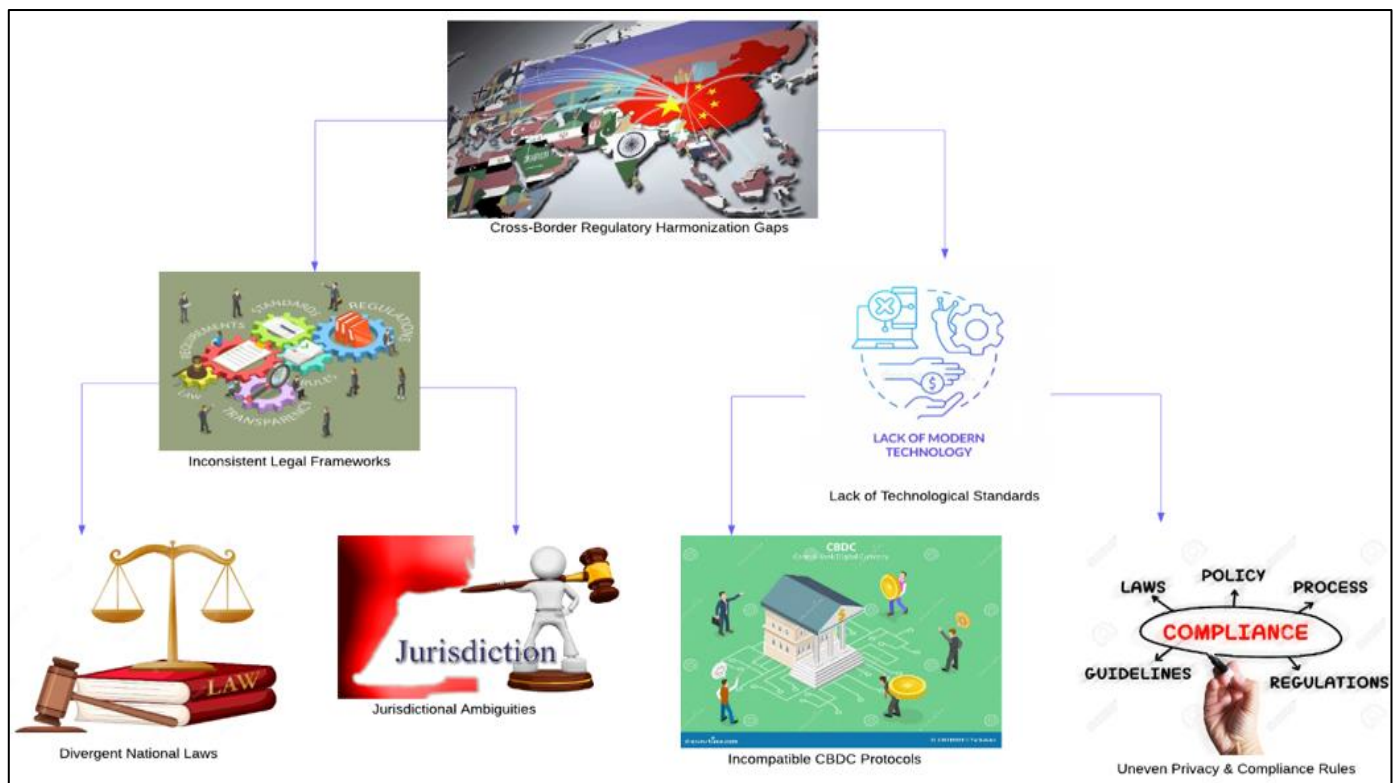 Cross-Border Regulatory Harmonization Gaps
REQUIREMENTS
STANDARDS
REGULATIONS
LAW
RULES
TRANSPARENCY
Inconsistent Legal Frameworks
LACK OF MODERN
TECHNOLOGY
Lack of Technological Standards
LAW
Divergent National Laws
Jurisdiction
Jurisdictional Ambiguities
CBDC
Central Bank Digital Currency
Incompatible CBDC Protocols
LAWS
POLICY
PROCESS
COMPLIANCE
GUIDELINES
REGULATIONS
Uneven Privacy & Compliance Rules